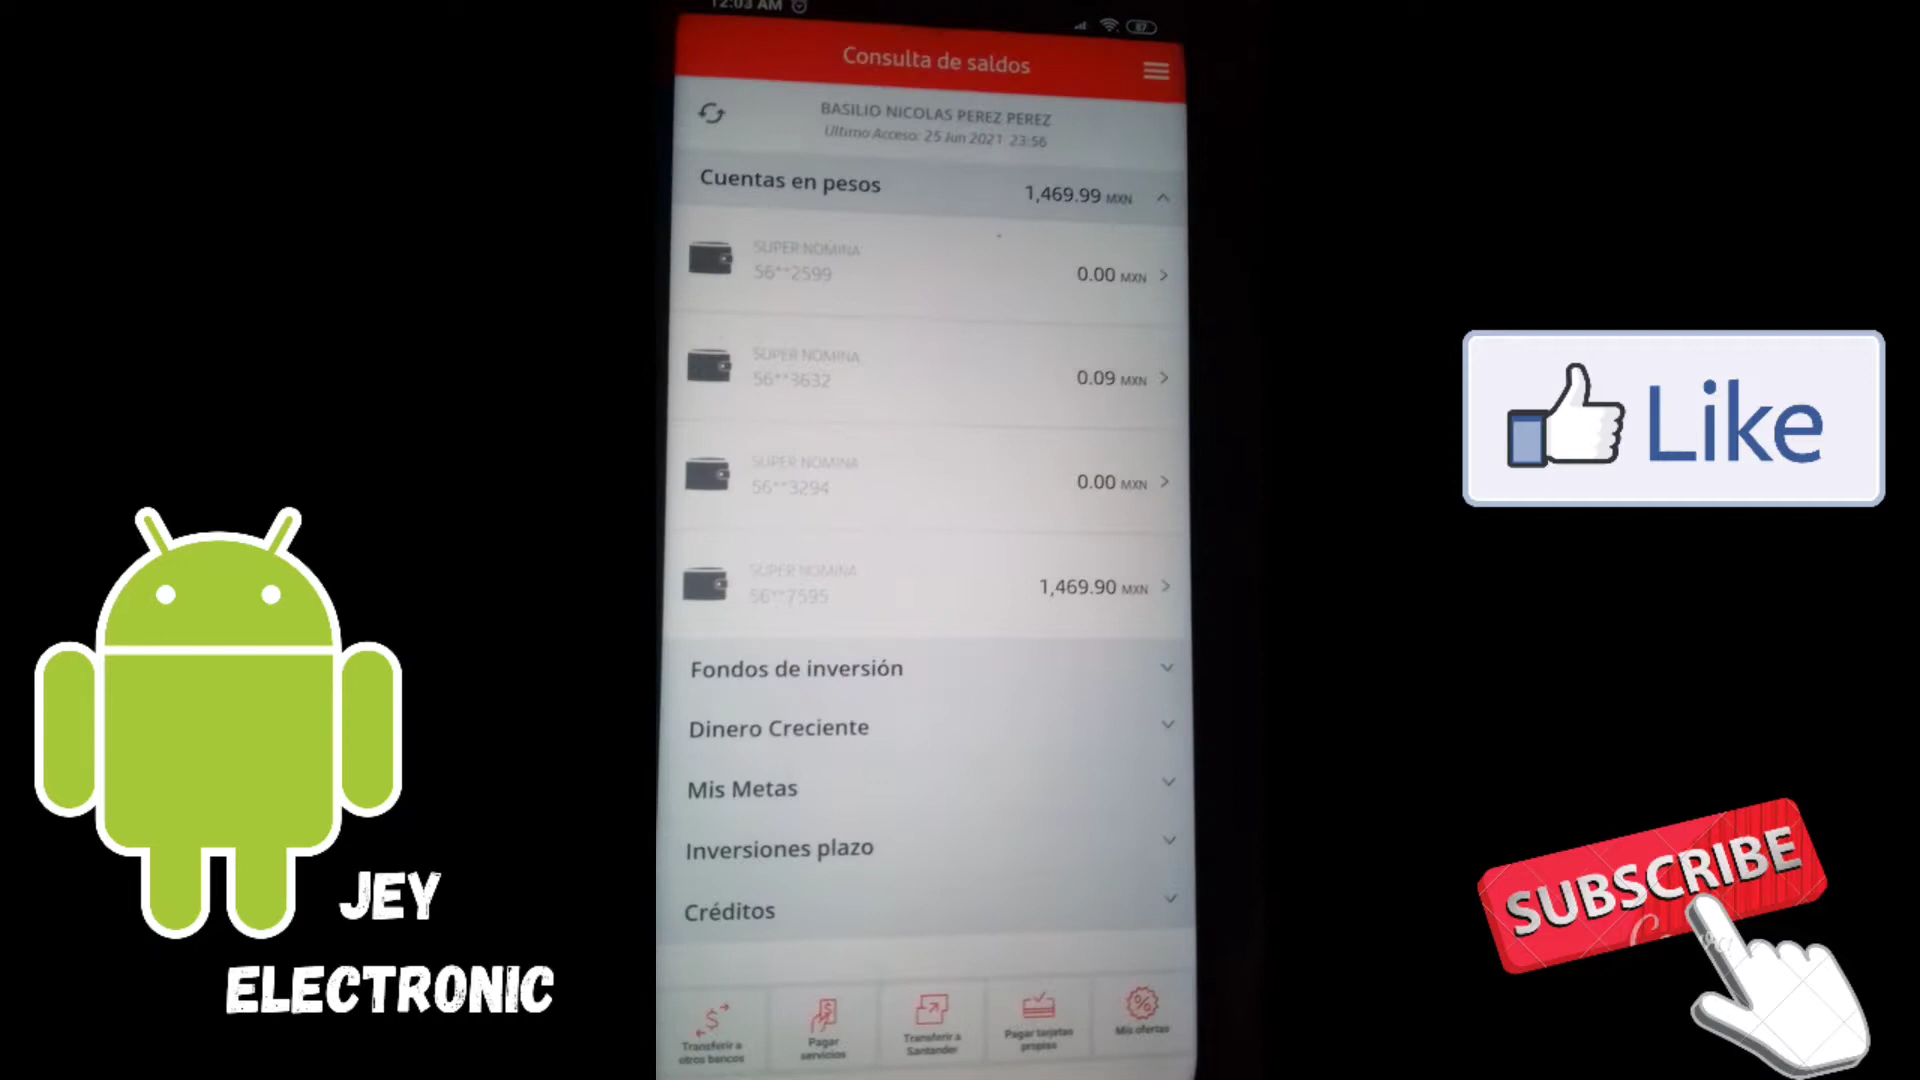 12:03 AM
87
Consulta de saldos
BASILIO NICOLAS PEREZ PEREZ
Ultimo Acceso: 25 Jun 2021 23:56
Cuentas en pesos 1,469.99 MXN
SUPER NOMINA
56**2599 0.00 MXN
SUPER NOMINA
56**3632 0.09 MXN
SUPER NOMINA
56**3294 0.00 MXN
SUPER NOMINA
56**7595 1,469.90 MXN
Fondos de inversión
Dinero Creciente
Mis Metas
Inversiones plazo
Créditos
Transferir a otros bancos
Pagar servicios
Transferir a Santander
Pagar tarjetas propias
Mis ofertas
JEY
ELECTRONIC
Like
SUBSCRIBE